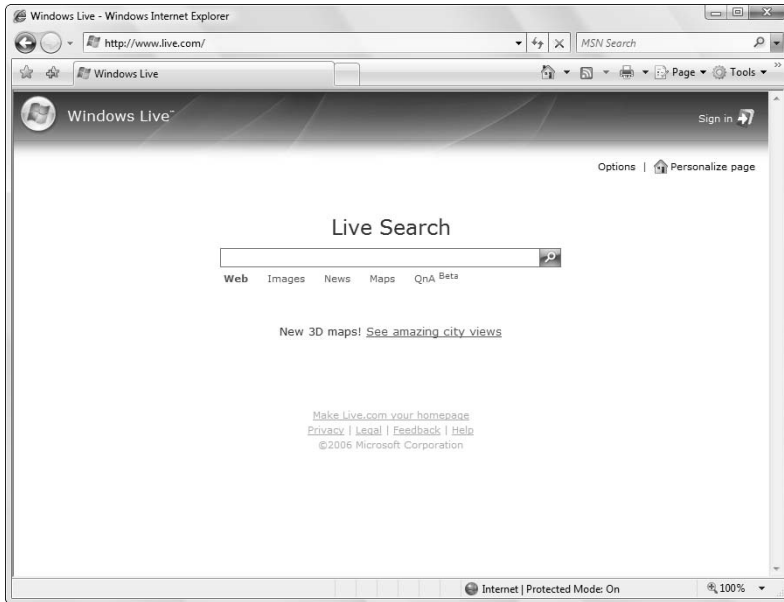 Windows Live - Windows Internet Explorer
http://www.live.com/ MSN Search
Windows Live Page Tools
Windows Live™ Sign in
Options | Personalize page
Live Search
Web Images News Maps QnA Beta
New 3D maps! See amazing city views
Make Live.com your homepage
Privacy | Legal | Feedback | Help
©2006 Microsoft Corporation
Internet | Protected Mode: On 100%